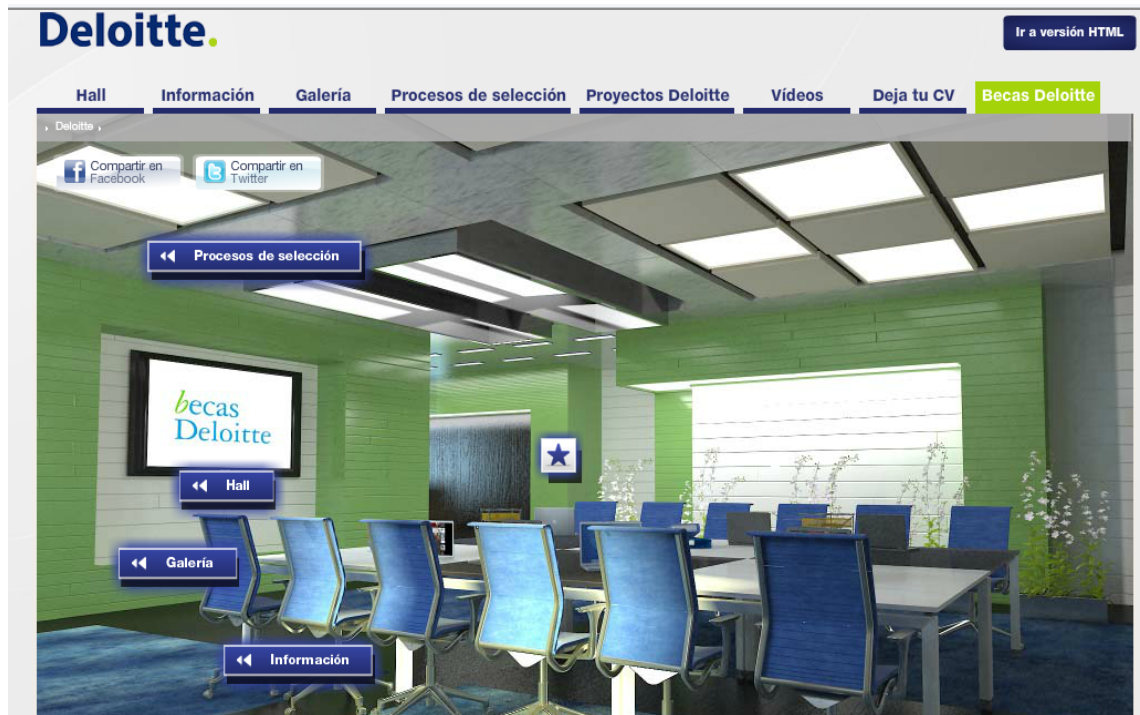 Deloitte.
Ir a versión HTML
Hall
Información
Galería
Procesos de selección
Proyectos Deloitte
Vídeos
Deja tu CV
Becas Deloitte
Deloitte
Compartir en
Facebook
Compartir en
Twitter
Procesos de selección
becas
Deloitte
Hall
Galería
Información